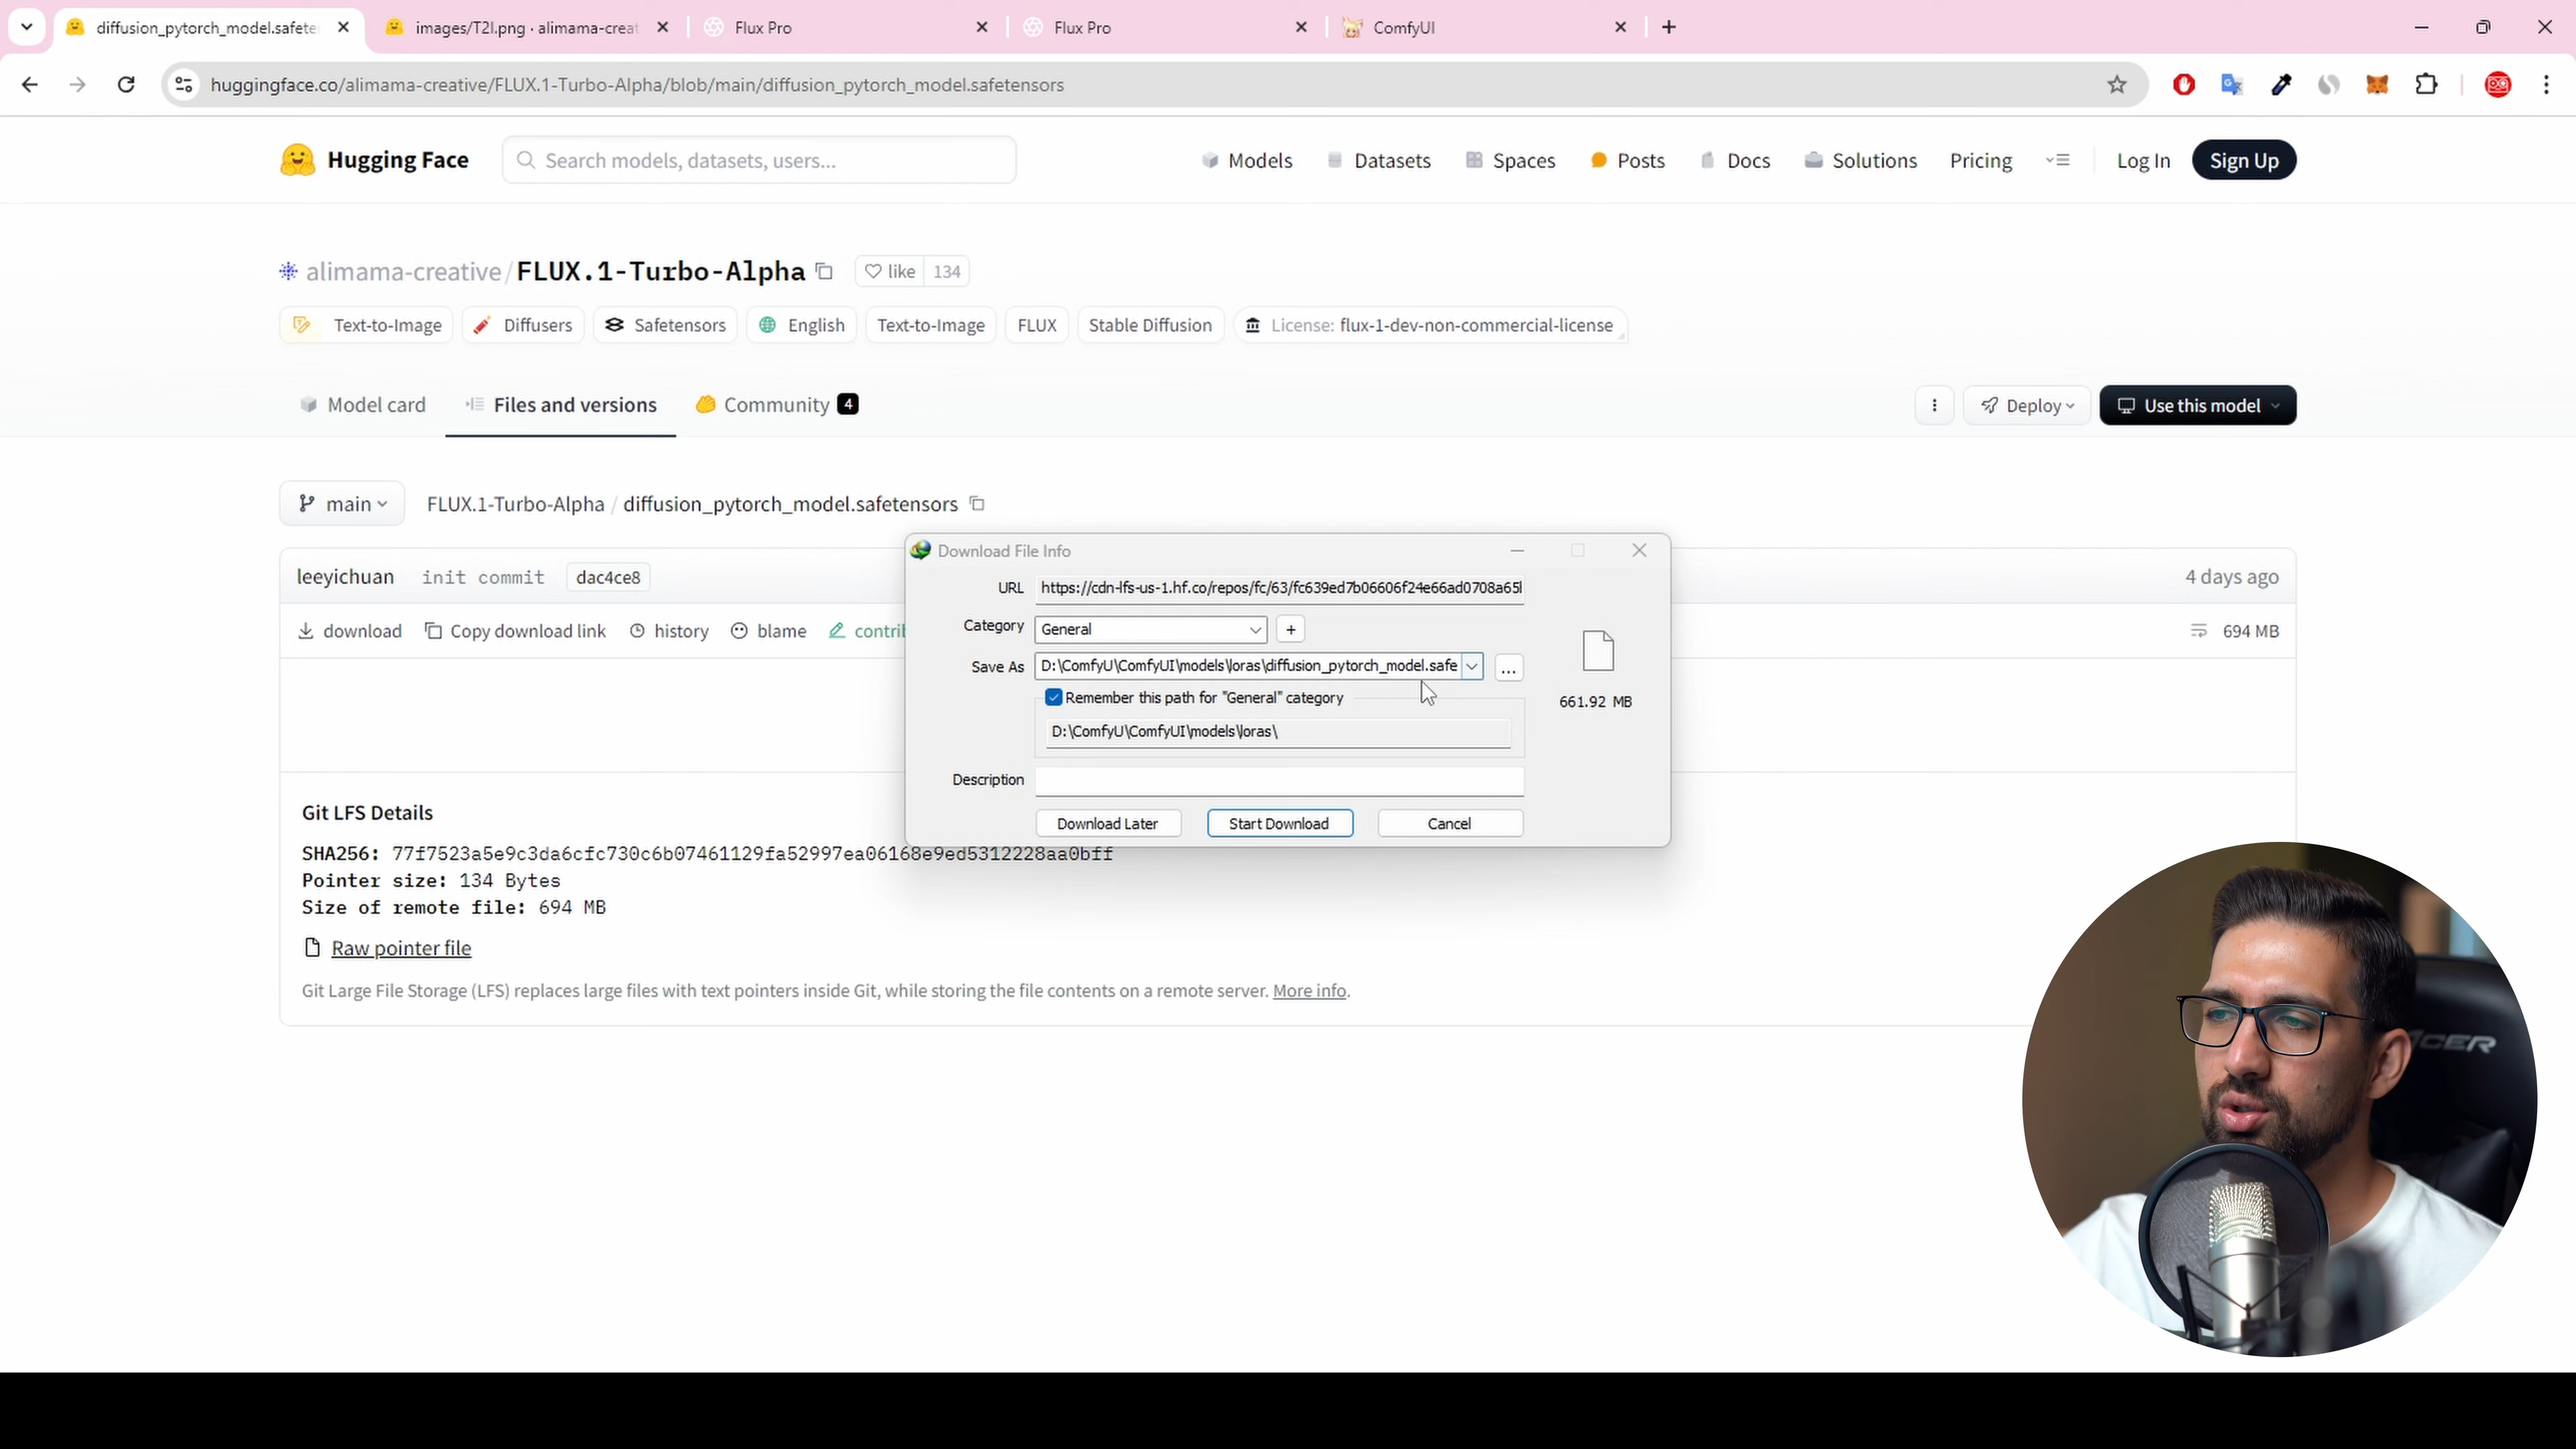 diffusion_pytorch_model.safete
images/T2I.png · alimama-creat
Flux Pro
Flux Pro
ComfyUI
huggingface.co/alimama-creative/FLUX.1-Turbo-Alpha/blob/main/diffusion_pytorch_model.safetensors
Hugging Face
Search models, datasets, users...
Models
Datasets
Spaces
Posts
Docs
Solutions
Pricing
Log In
Sign Up
alimama-creative/FLUX.1-Turbo-Alpha
like 134
Text-to-Image
Diffusers
Safetensors
English
Text-to-Image
FLUX
Stable Diffusion
License: flux-1-dev-non-commercial-license
Model card
Files and versions
Community 4
Deploy
Use this model
main
FLUX.1-Turbo-Alpha / diffusion_pytorch_model.safetensors
leeyichuan init commit dac4ce8
4 days ago
download
Copy download link
history
blame
contrib
694 MB
Download File Info
URL https://cdn-lfs-us-1.hf.co/repos/fc/63/fc639ed7b06606f24e66ad0708a65l
Category General +
Save As D:\ComfyU\ComfyUI\models\loras\diffusion_pytorch_model.safe ...
Remember this path for "General" category
661.92 MB
D:\ComfyU\ComfyUI\models\loras\
Description
Download Later
Start Download
Cancel
Git LFS Details
SHA256: 77f7523a5e9c3da6cfc730c6b07461129fa52997ea06168e9ed5312228aa0bff
Pointer size: 134 Bytes
Size of remote file: 694 MB
Raw pointer file
Git Large File Storage (LFS) replaces large files with text pointers inside Git, while storing the file contents on a remote server. More info.